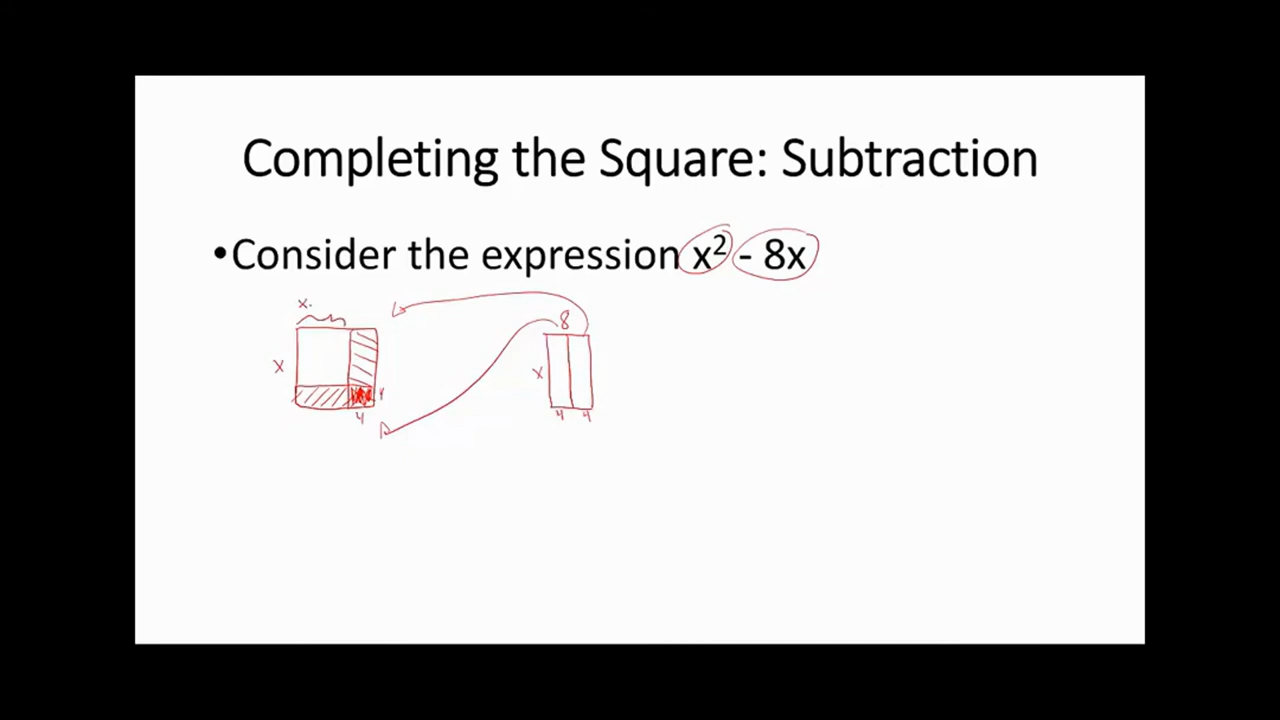 Completing the Square: Subtraction
•Consider the expression x² - 8x
x
8
x
x
4
4 4